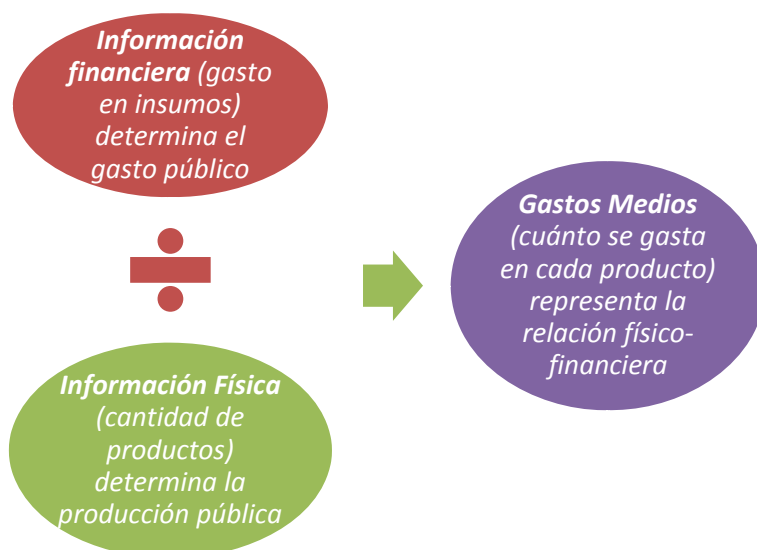 Información
financiera (gasto
en insumos)
determina el
gasto público
Información Física
(cantidad de
productos)
determina la
producción pública
Gastos Medios
(cuánto se gasta
en cada producto)
representa la
relación físico-
financiera